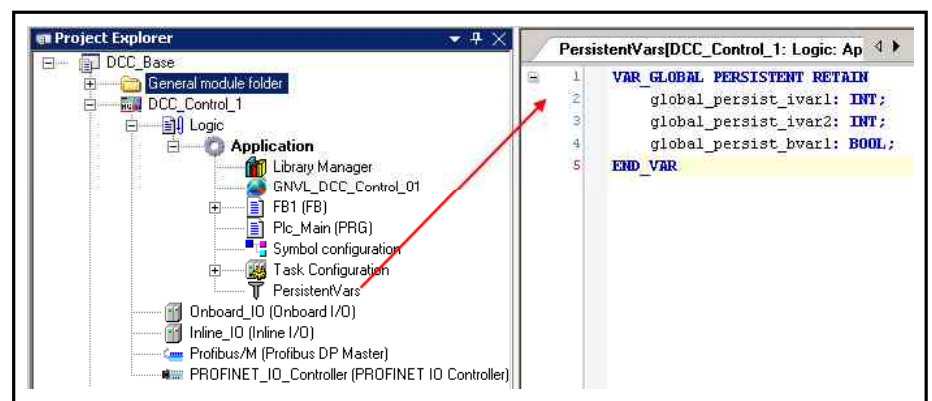 Project Explorer
DCC_Base
General module folder
DCC_Control_1
Logic
Application
Library Manager
GNVL_DCC_Control_01
FB1 (FB)
Plc_Main (PRG)
Symbol configuration
Task Configuration
PersistentVars
Onboard_IO (Onboard I/O)
Inline_IO (Inline I/O)
Profibus/M (Profibus DP Master)
PROFINET_IO_Controller (PROFINET IO Controller)
PersistentVars[DCC_Control_1: Logic: Ap
1 VAR_GLOBAL PERSISTENT RETAIN
2 global_persist_ivar1: INT;
3 global_persist_ivar2: INT;
4 global_persist_bvar1: BOOL;
5 END_VAR